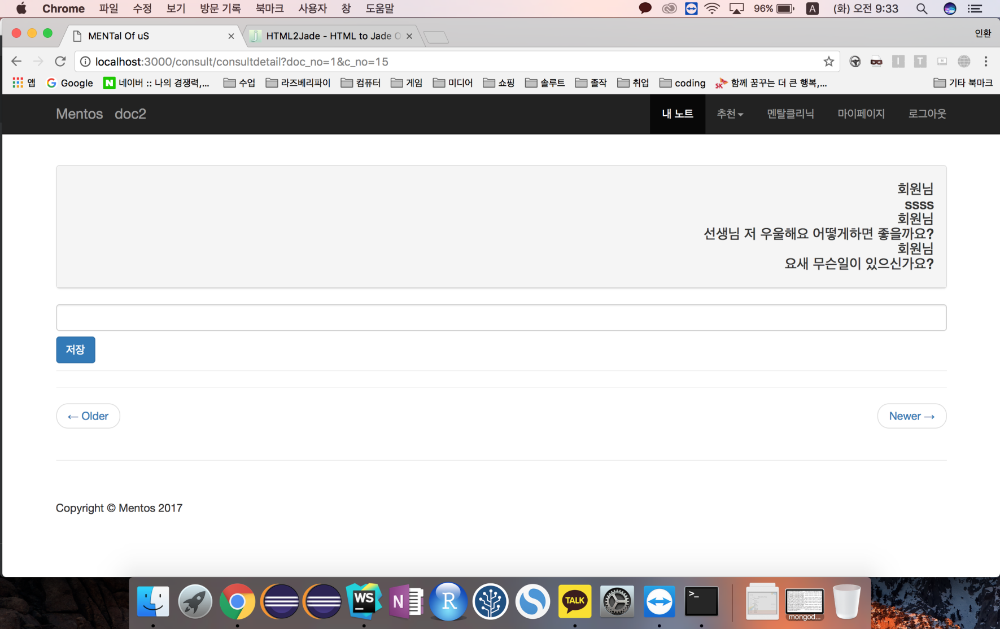 Chrome 파일 수정 보기 방문 기록 북마크 사용자 창 도움말 96% A (화) 오전 9:33
MENTal Of uS HTML2Jade - HTML to Jade 인환
localhost:3000/consult/consultdetail?doc_no=1&c_no=15 I T
앱 Google N 네이버 :: 나의 경쟁력,... 수업 라즈베리파이 컴퓨터 게임 미디어 쇼핑 솔루트 졸작 취업 coding SK 함께 꿈꾸는 더 큰 행복,... 기타 북마크
Mentos doc2 내 노트 추천 멘탈클리닉 마이페이지 로그아웃
회원님
ssss
회원님
선생님 저 우울해요 어떻게하면 좋을까요?
회원님
요새 무슨일이 있으신가요?
저장
← Older Newer →
Copyright © Mentos 2017
WS N R S TALK >_ mongod...